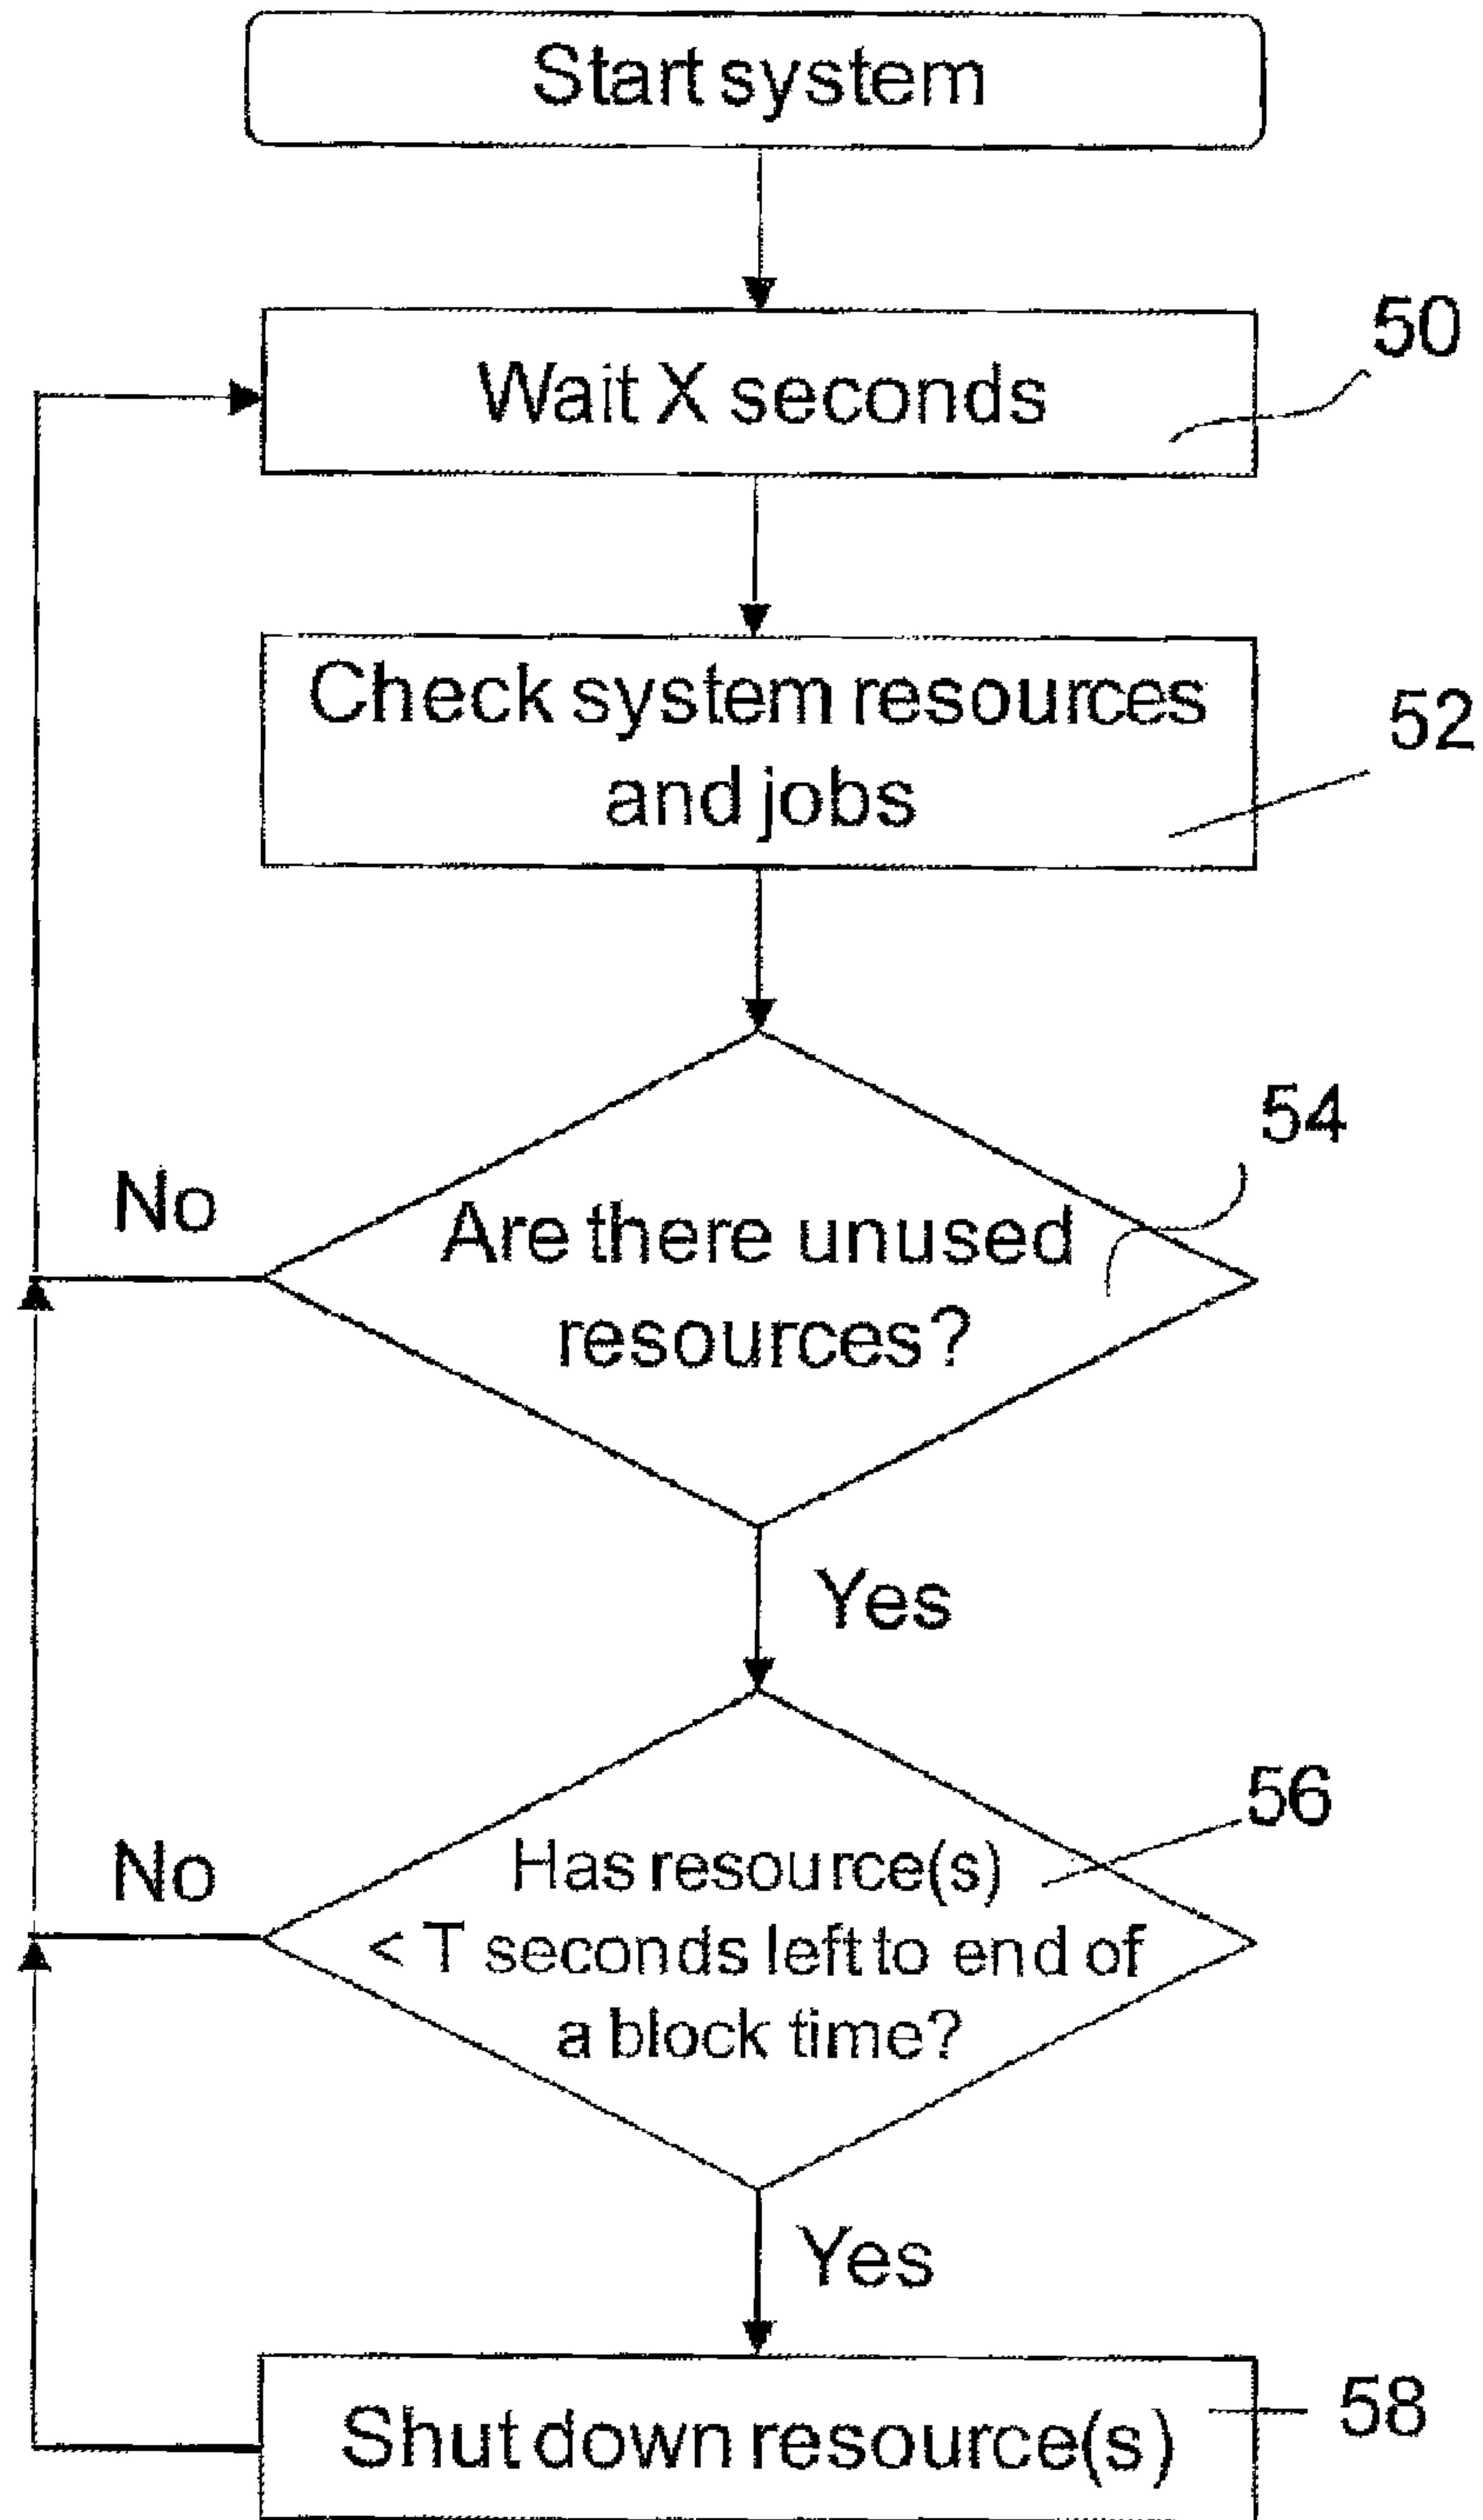 Start system
50
Wait X seconds
Check system resources
52
and jobs
54
No
Are there unused
resources?
Yes
56
No
Has resource(s)
< T seconds left to end of
a block time?
Yes
58
Shut down resource(s)